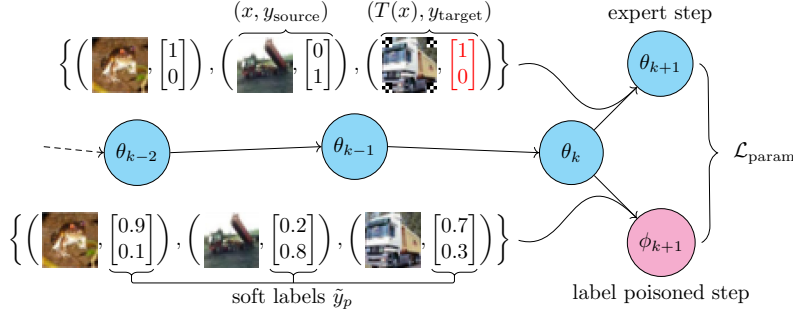 (x, y_source) (T(x), y_target) expert step
{( , [1 0]), ( , [0 1]), ( , [1 0])} θ_{k+1}
θ_{k−2} θ_{k−1} θ_k ℒ_param
{( , [0.9 0.1]), ( , [0.2 0.8]), ( , [0.7 0.3])} ϕ_{k+1}
soft labels ỹ_p label poisoned step